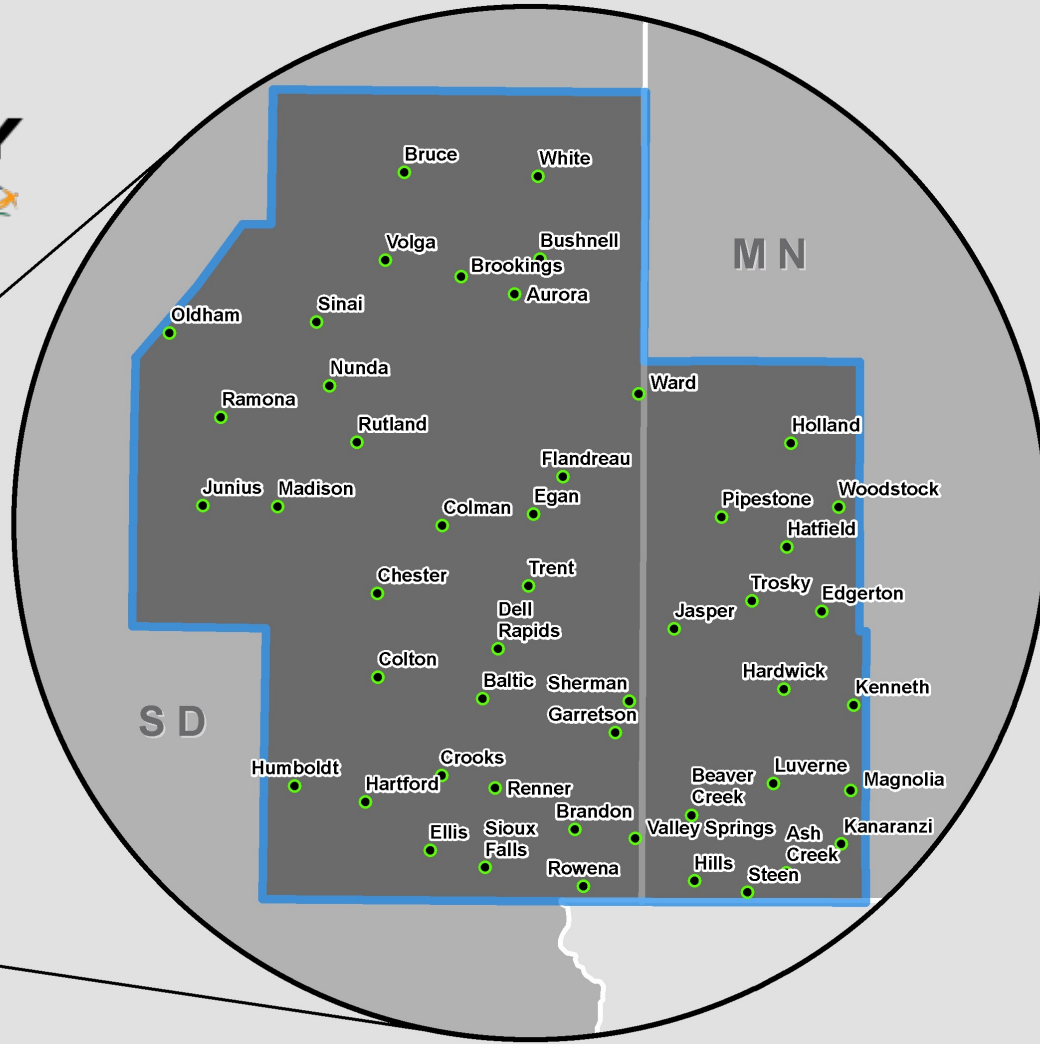 Y
Bruce
White
Volga
Bushnell
Brookings
Aurora
M N
Oldham
Sinai
Nunda
Ward
Ramona
Rutland
Holland
Flandreau
Junius
Madison
Egan
Colman
Pipestone
Woodstock
Hatfield
Chester
Trent
Trosky
Edgerton
Dell
Rapids
Jasper
Colton
Baltic
Sherman
Hardwick
Kenneth
Garretson
S D
Humboldt
Crooks
Hartford
Renner
Beaver
Creek
Luverne
Magnolia
Brandon
Valley Springs
Kanaranzi
Ellis
Sioux
Falls
Ash
Creek
Rowena
Hills
Steen